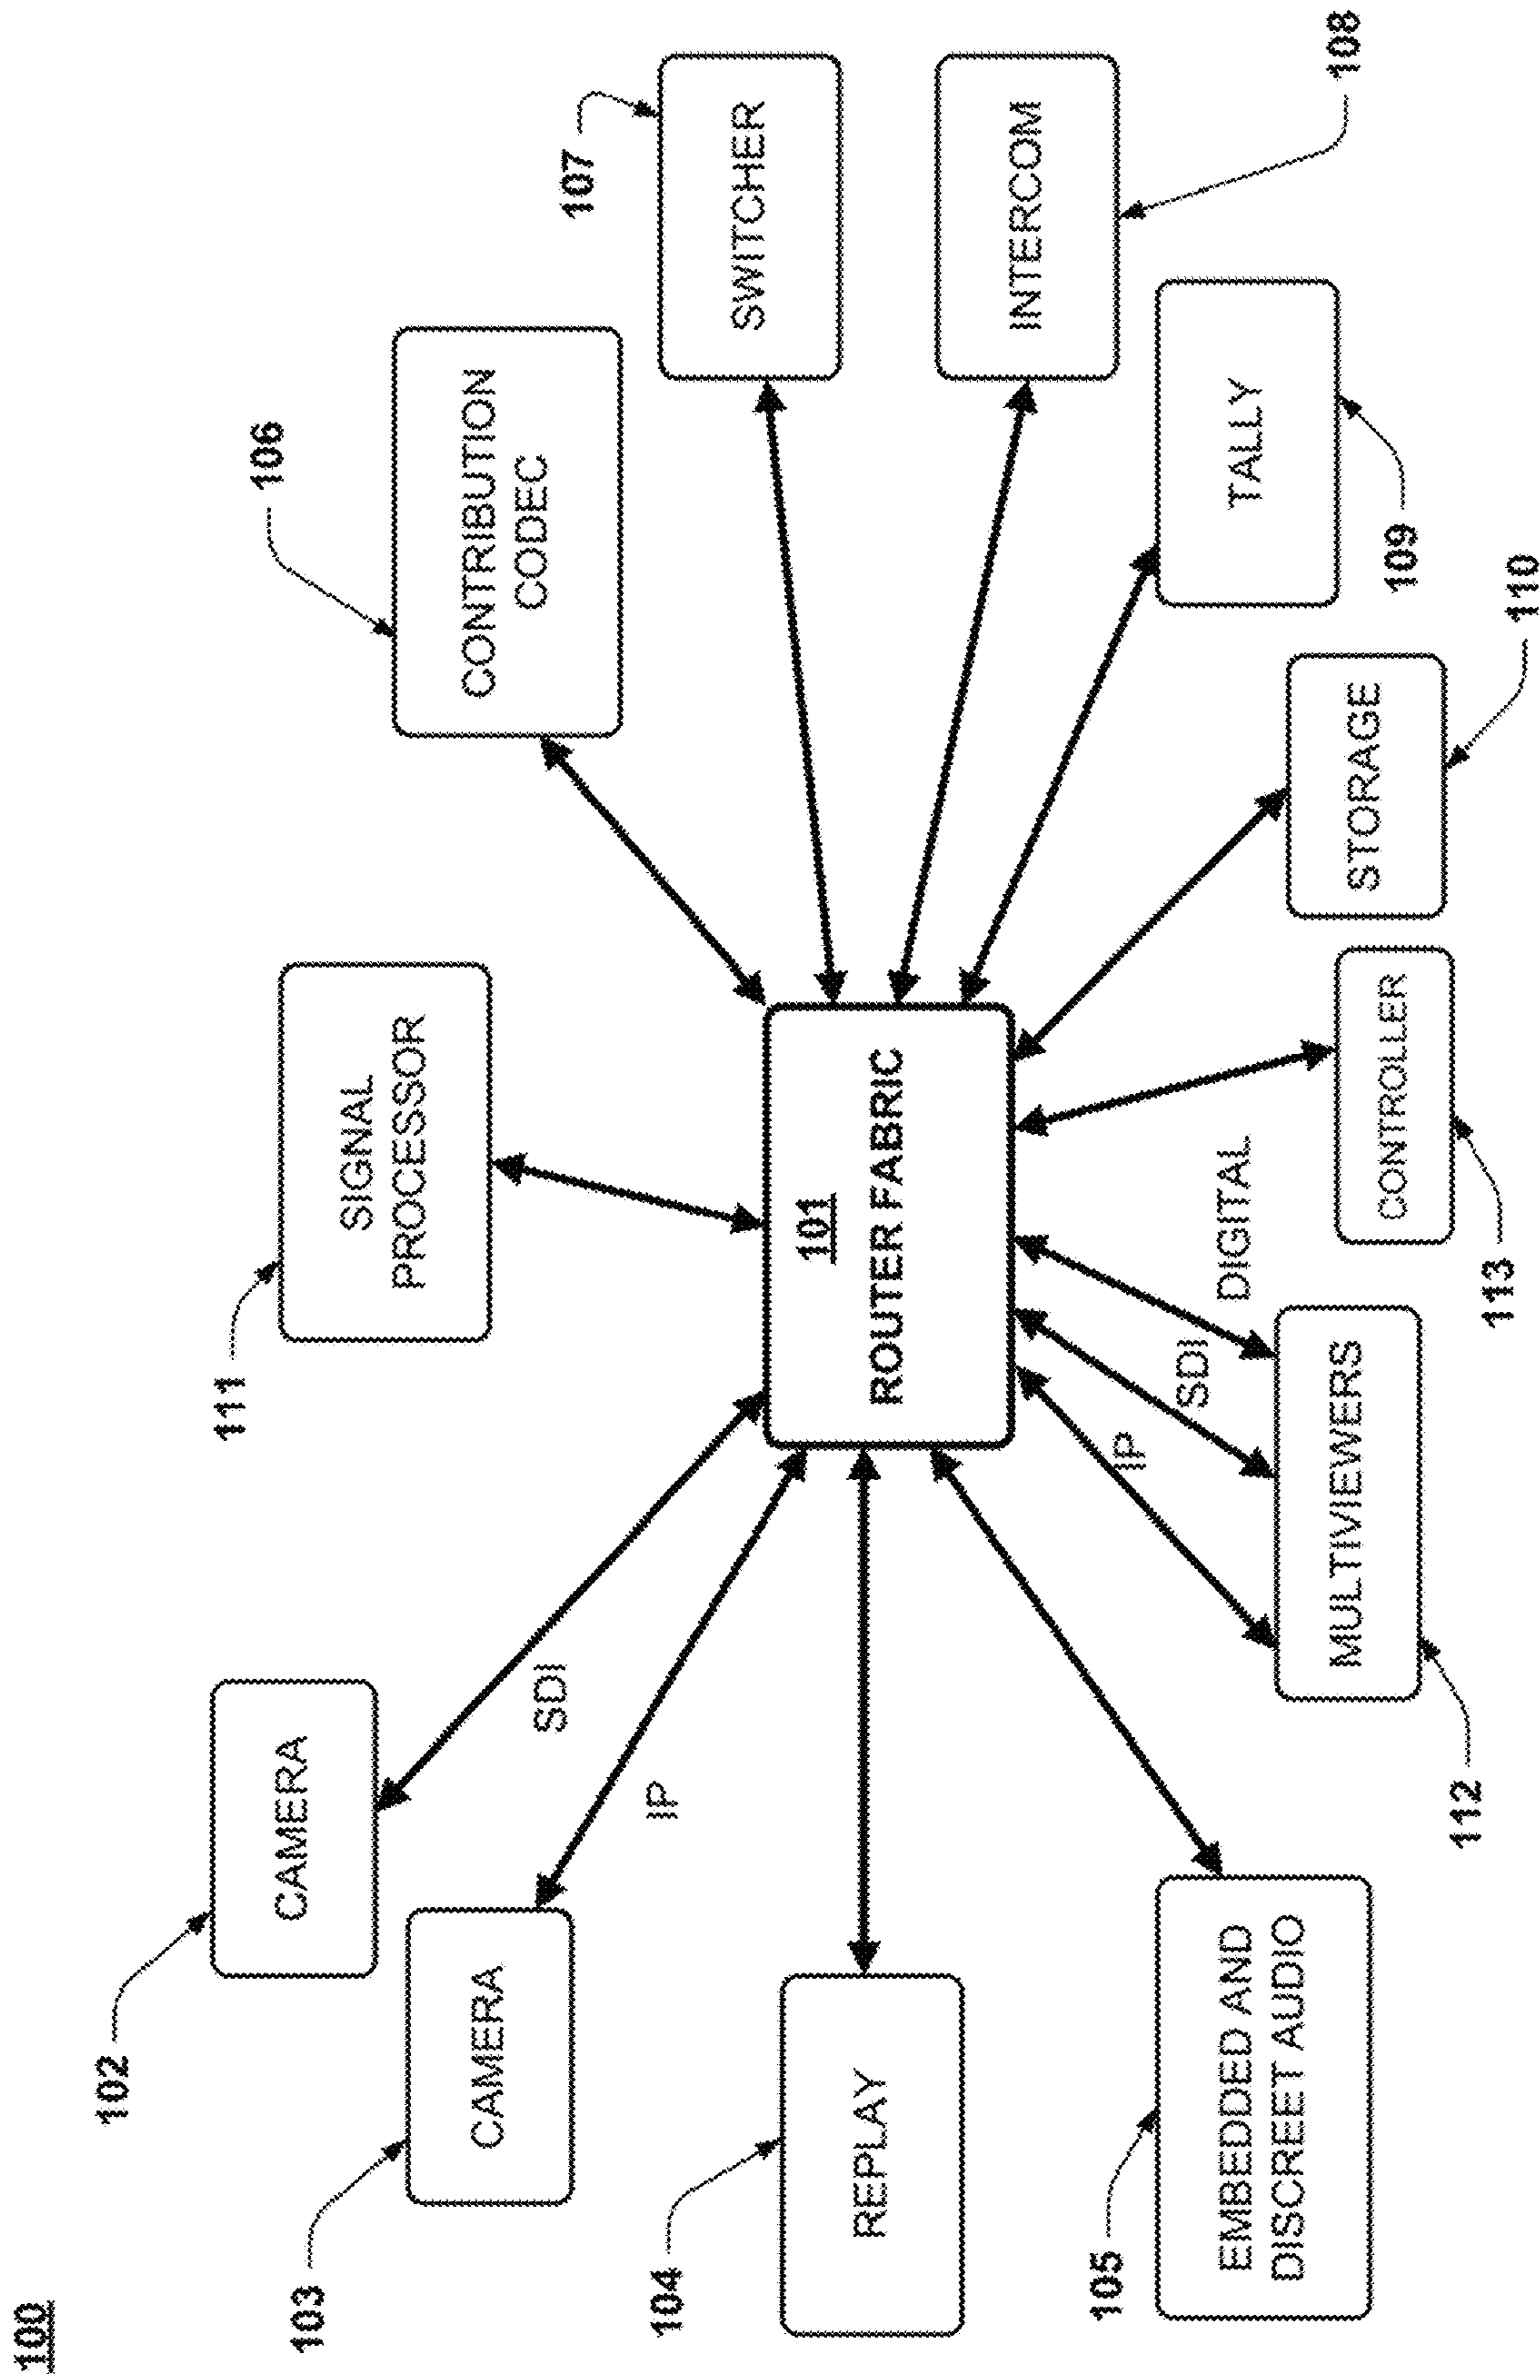 100
102
CAMERA
103
CAMERA
SDI
IP
104
REPLAY
105
EMBEDDED AND
DISCREET AUDIO
111
SIGNAL
PROCESSOR
101
ROUTER FABRIC
106
CONTRIBUTION
CODEC
107
SWITCHER
INTERCOM
108
TALLY
109
STORAGE
110
CONTROLLER
113
DIGITAL
SDI
IP
MULTIVIEWERS
112